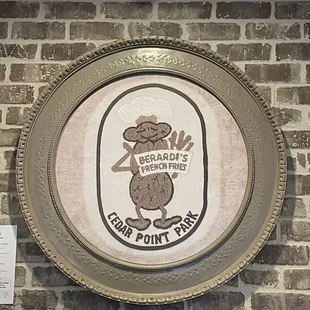 BERARDI'S
FRENCH FRIES
CEDAR POINT PARK